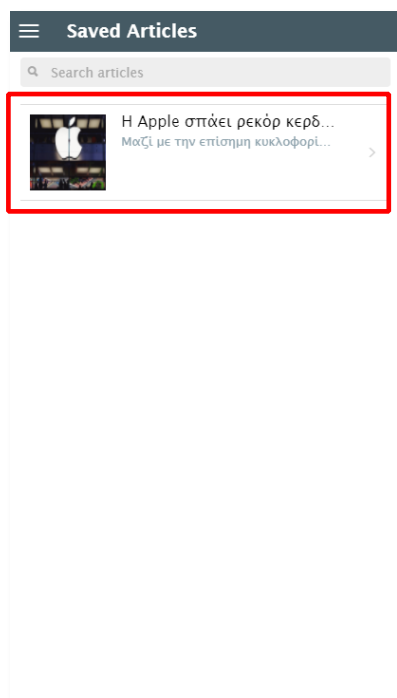 Saved Articles
Search articles
Η Apple σπάει ρεκόρ κερδ...
Μαζί με την επίσημη κυκλοφορί...